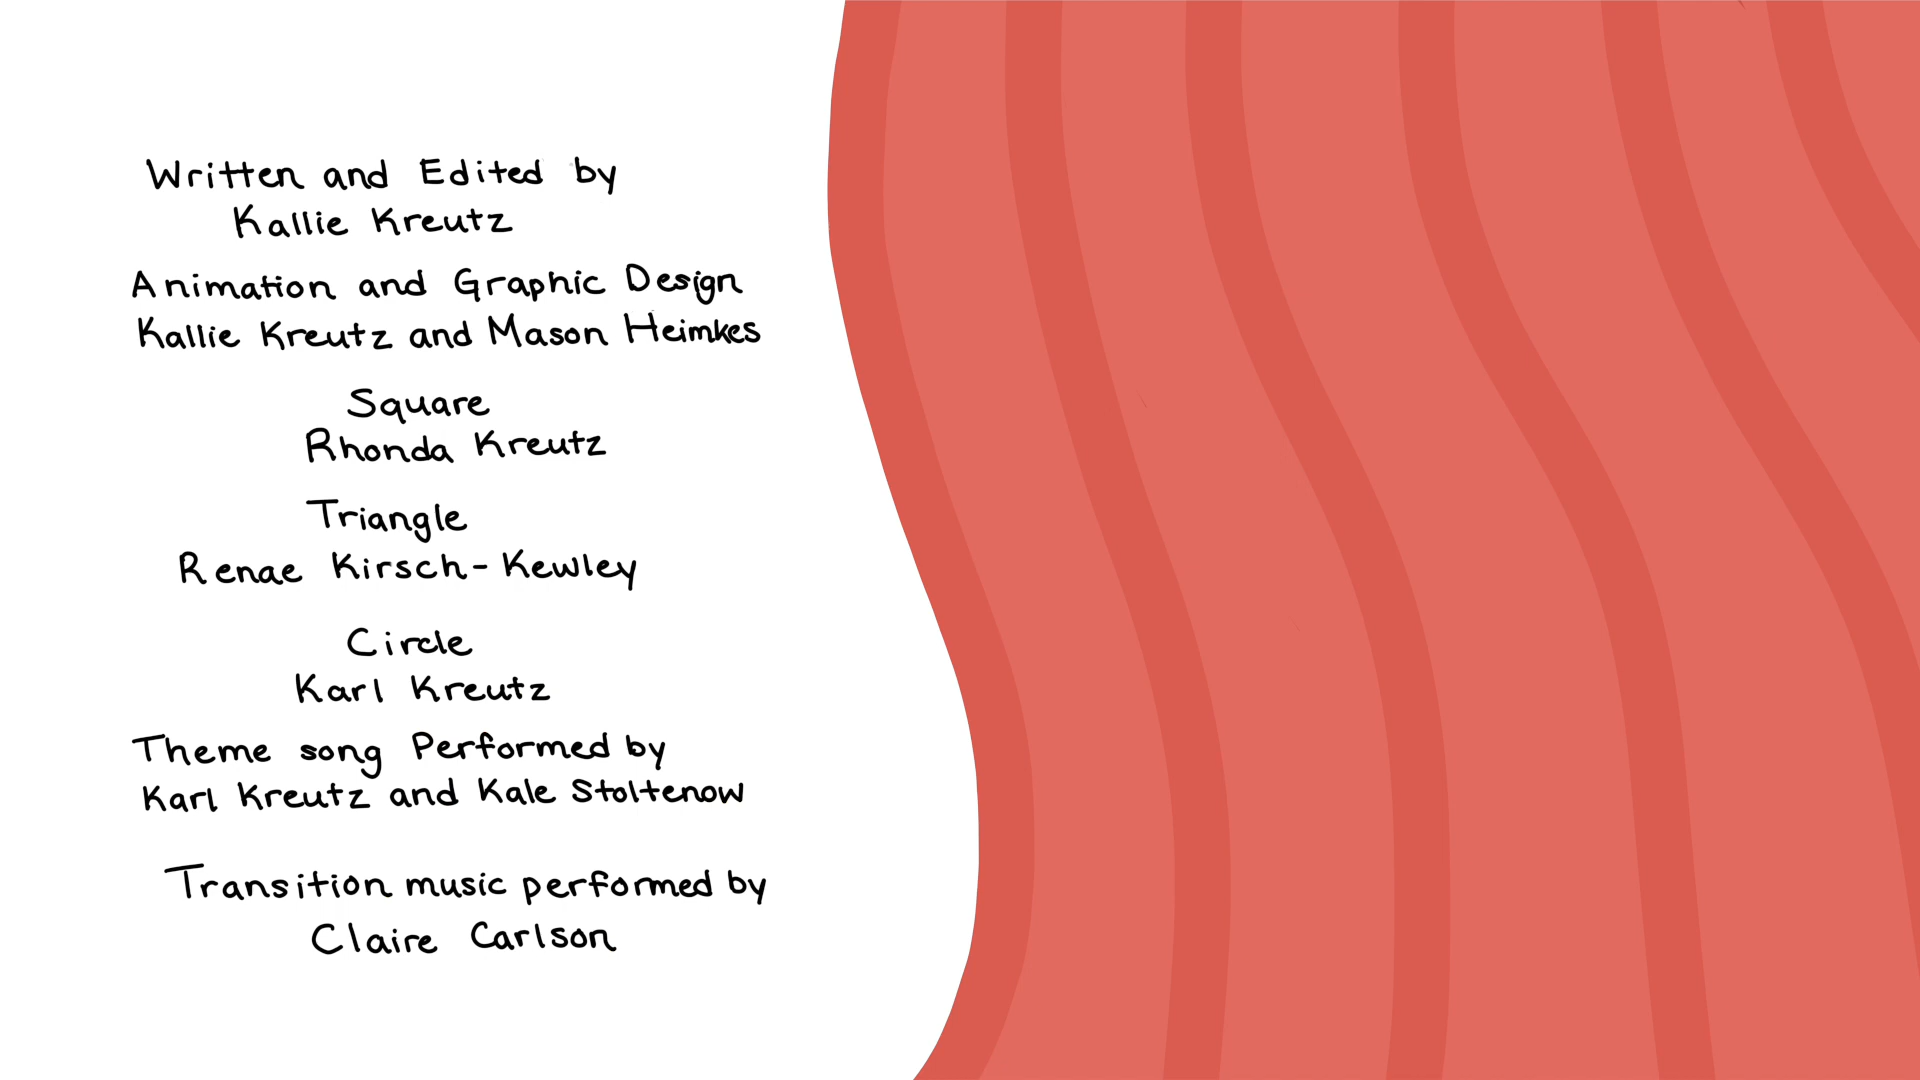 Written and Edited by
Kallie Kreutz
Animation and Graphic Design
Kallie Kreutz and Mason Heimkes
Square
Rhonda Kreutz
Triangle
Renae Kirsch-Kewley
Circle
Karl Kreutz
Theme song Performed by
Karl Kreutz and Kale Stoltenow
Transition music performed by
Claire Carlson